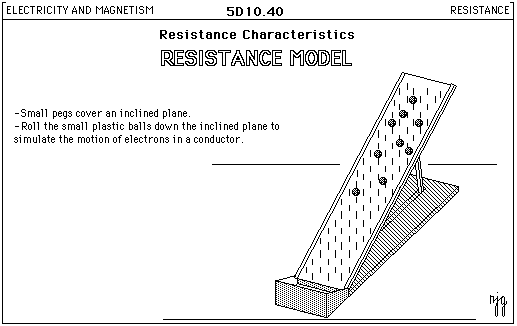 ELECTRICITY AND MAGNETISM 5D10.40 RESISTANCE
Resistance Characteristics
RESISTANCE MODEL
-Small pegs cover an inclined plane.
-Roll the small plastic balls down the inclined plane to
simulate the motion of electrons in a conductor.
njg